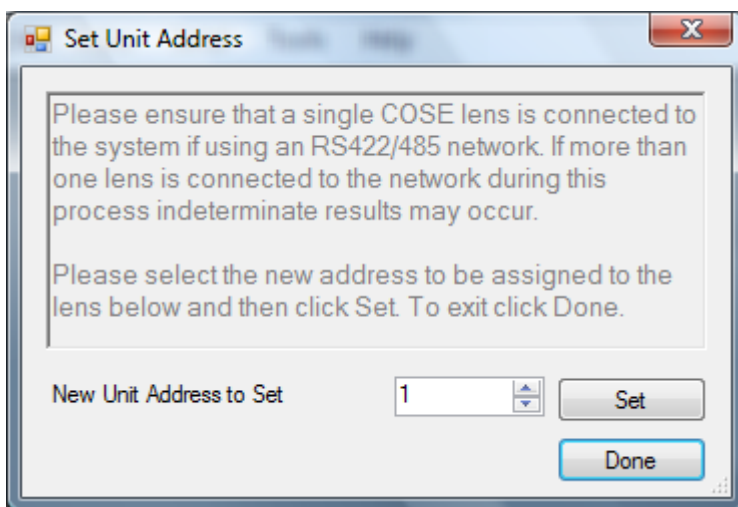 Set Unit Address
Tools Help
Please ensure that a single COSE lens is connected to
the system if using an RS422/485 network. If more than
one lens is connected to the network during this
process indeterminate results may occur.
Please select the new address to be assigned to the
lens below and then click Set. To exit click Done.
New Unit Address to Set
1
Set
Done